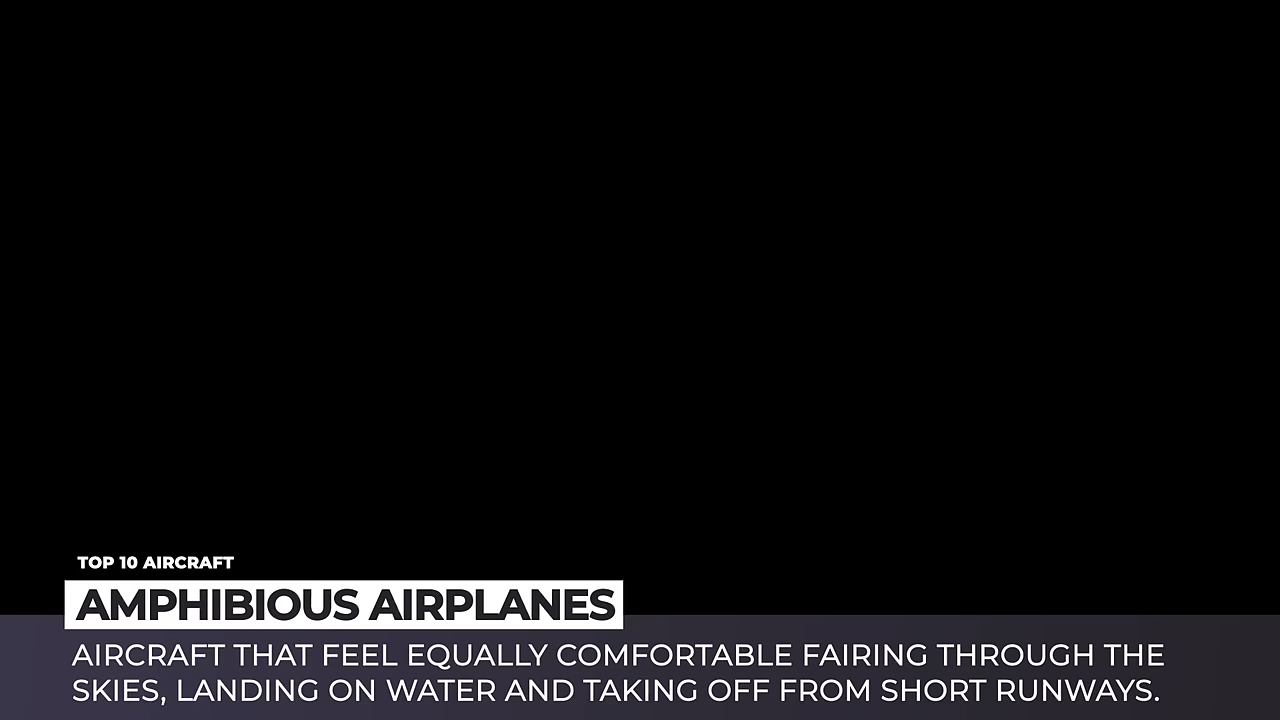 TOP 10 AIRCRAFT
AMPHIBIOUS AIRPLANES
AIRCRAFT THAT FEEL EQUALLY COMFORTABLE FAIRING THROUGH THE
SKIES, LANDING ON WATER AND TAKING OFF FROM SHORT RUNWAYS.